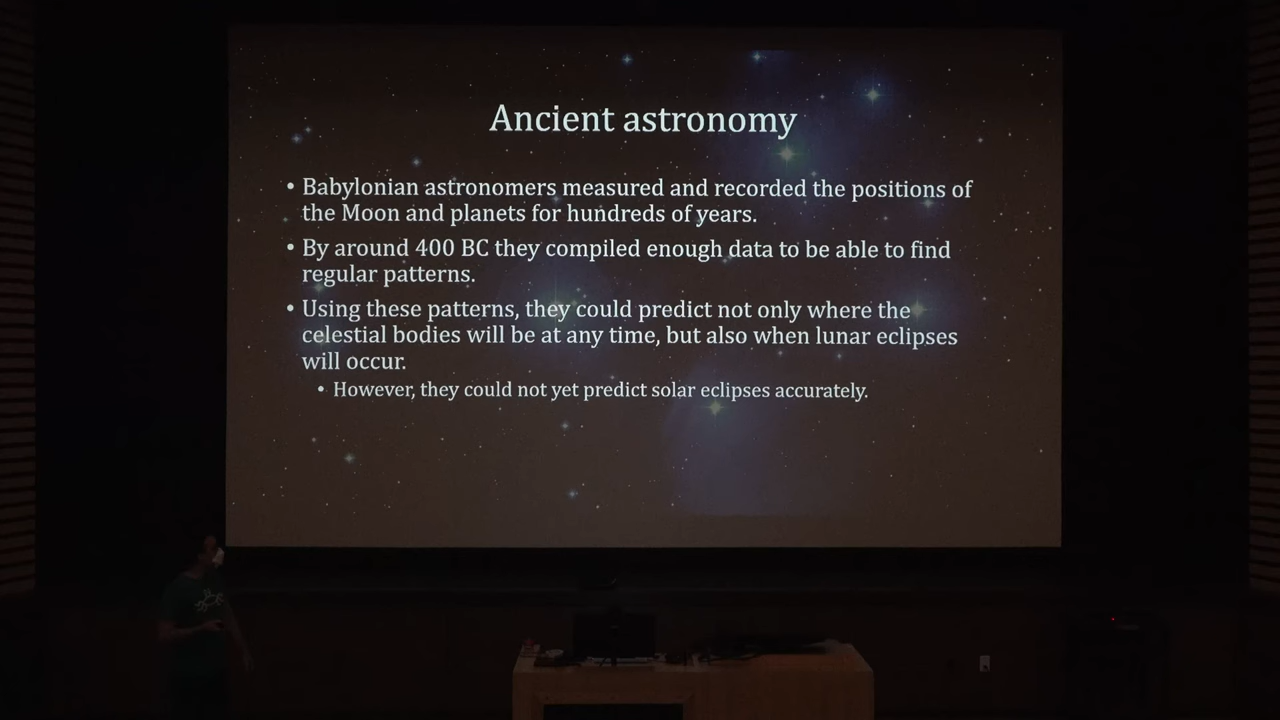 Ancient astronomy
• Babylonian astronomers measured and recorded the positions of
the Moon and planets for hundreds of years.
• By around 400 BC they compiled enough data to be able to find
regular patterns.
• Using these patterns, they could predict not only where the
celestial bodies will be at any time, but also when lunar eclipses
will occur.
• However, they could not yet predict solar eclipses accurately.